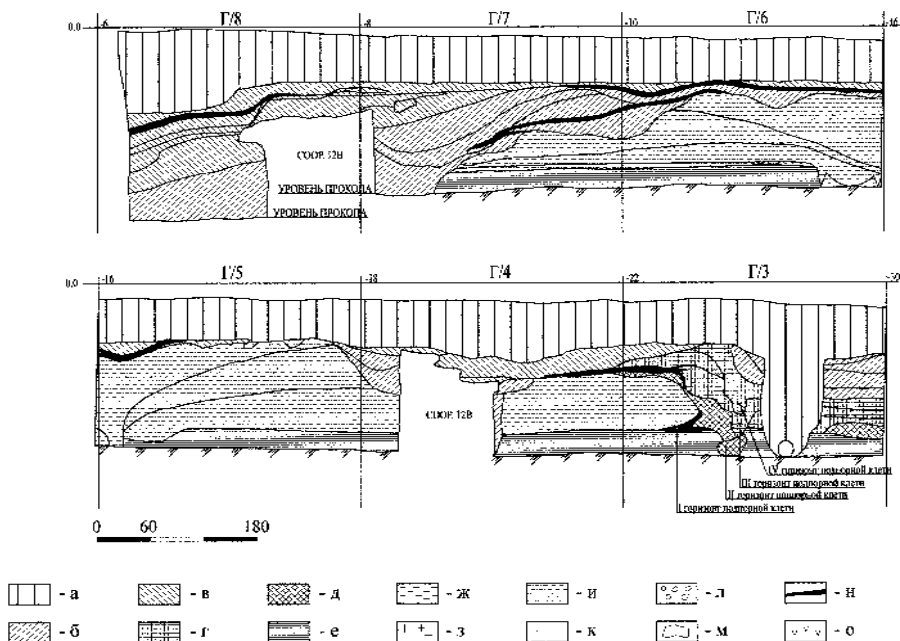 0.0 Г/8 Г/7 Г/6
-6 -8 -10 -16
СООР. 12Н
УРОВЕНЬ ПРОКОПА
УРОВЕНЬ ПРОКОПА
0.0 Г/5 Г/4 Г/3
-16 -18 -22 -30
СООР. 12В
IV горизонт подпорной клети
III горизонт подпорной клети
II горизонт подпорной клети
I горизонт подпорной клети
0 60 180
- а - в - д - ж - и - л - н
- б - г - е - з - к - м - о